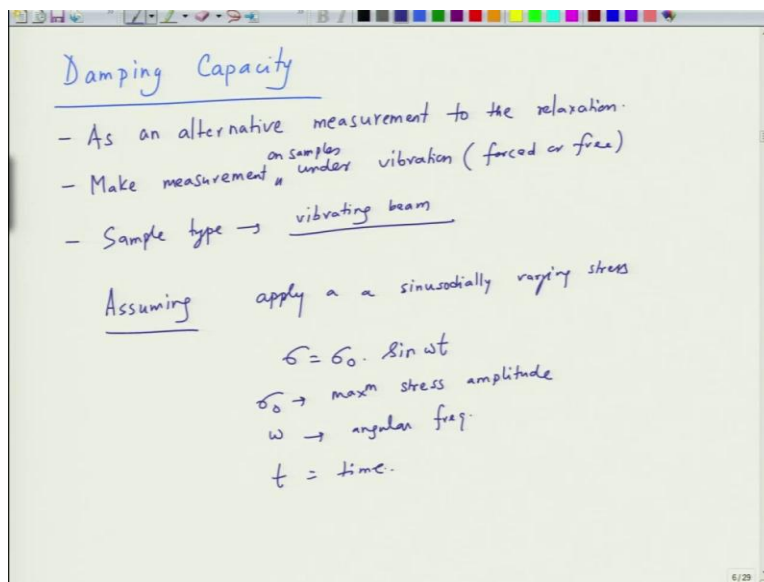 Damping Capacity
- As an alternative measurement to the relaxation.
- Make measurement on samples under vibration (forced or free)
- Sample type → vibrating beam
Assuming apply a a sinusodially varying stress
σ = σ₀. Sin ωt
σ₀ → maxᵐ stress amplitude
ω → angular freq.
t = time..
6/29